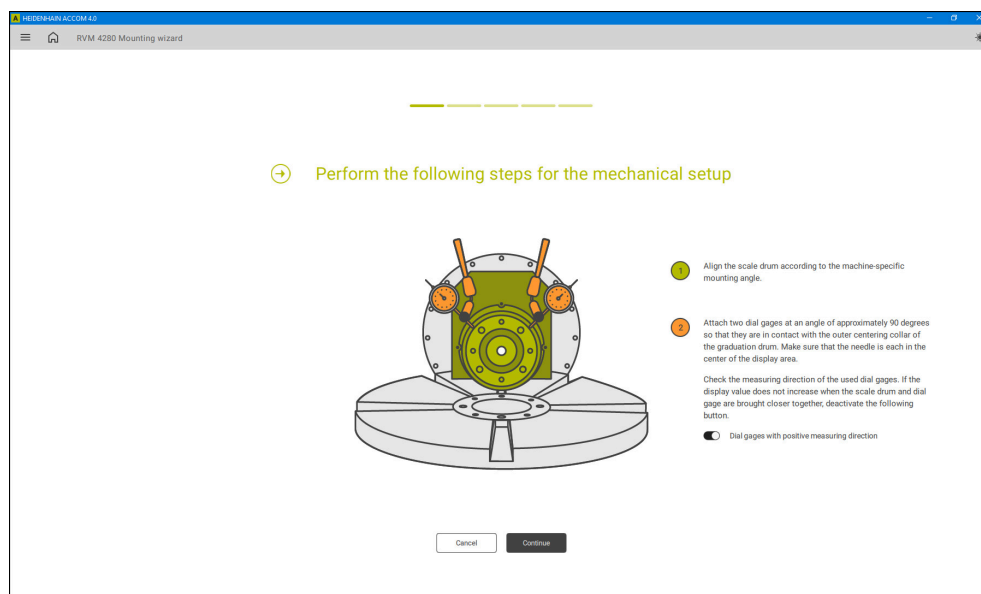 HEIDENHAIN ACCOM 4.0
RVM 4280 Mounting wizard
Perform the following steps for the mechanical setup
1
Align the scale drum according to the machine-specific
mounting angle.
2
Attach two dial gages at an angle of approximately 90 degrees
so that they are in contact with the outer centering collar of
the graduation drum. Make sure that the needle is each in the
center of the display area.
Check the measuring direction of the used dial gages. If the
display value does not increase when the scale drum and dial
gage are brought closer together, deactivate the following
button.
Dial gages with positive measuring direction
Cancel
Continue